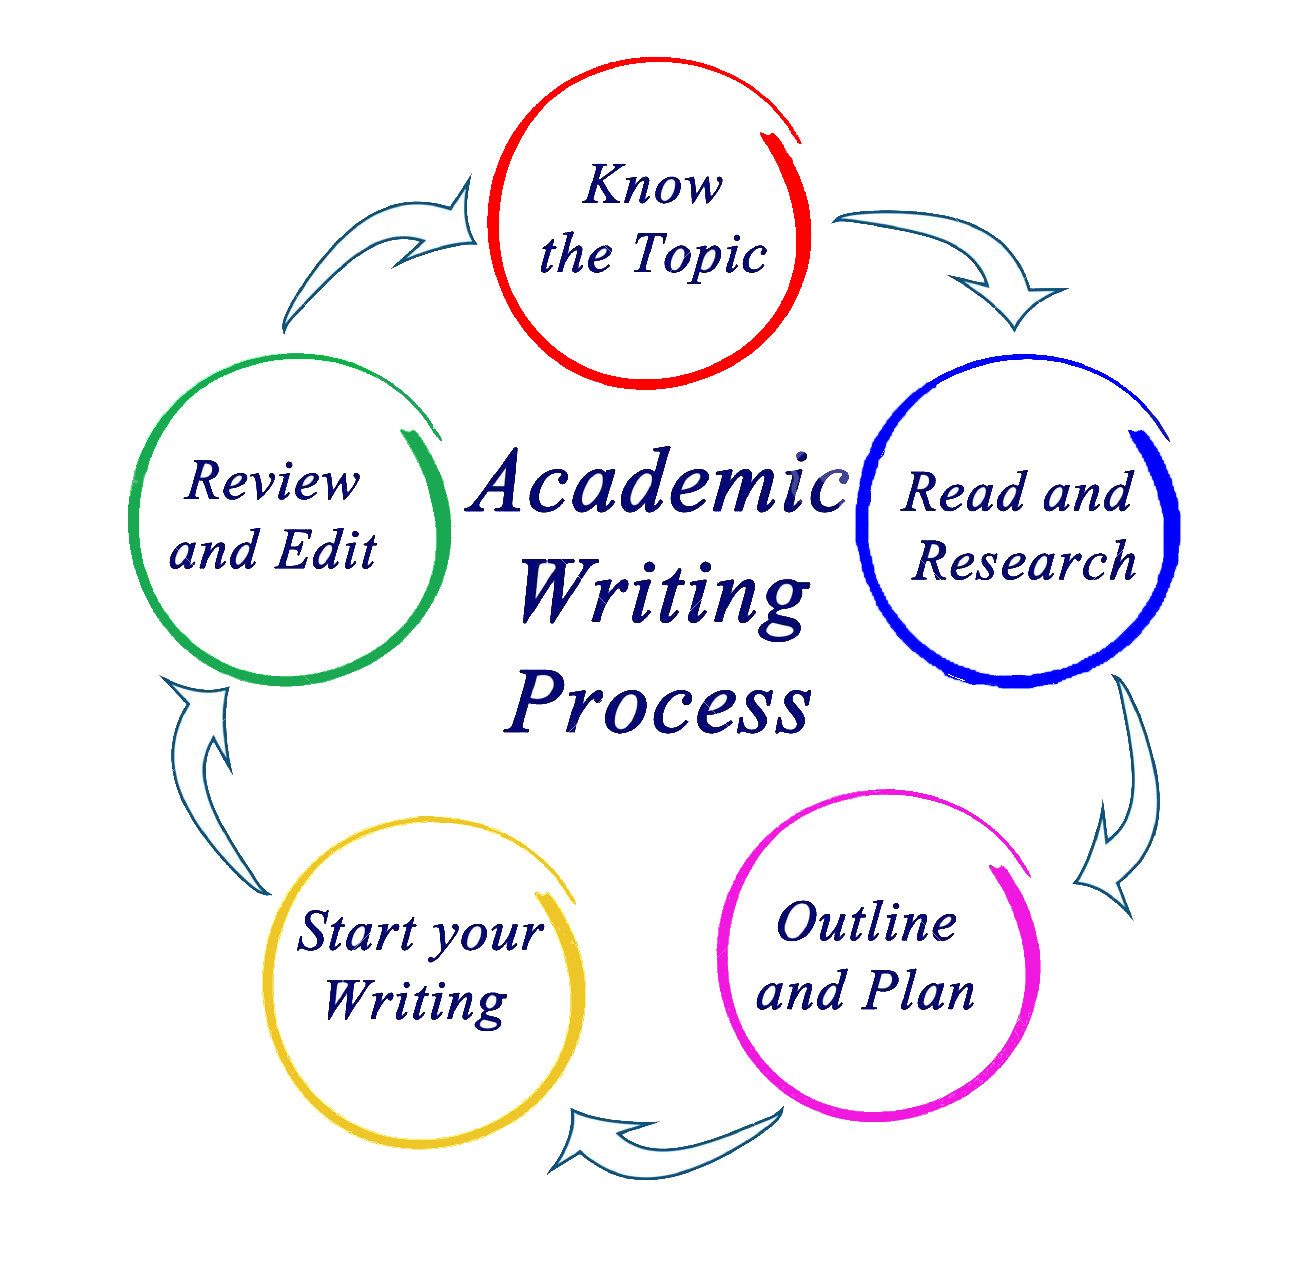 Know
the Topic
Academic
Writing
Process
Read and
Research
Outline
and Plan
Start your
Writing
Review
and Edit